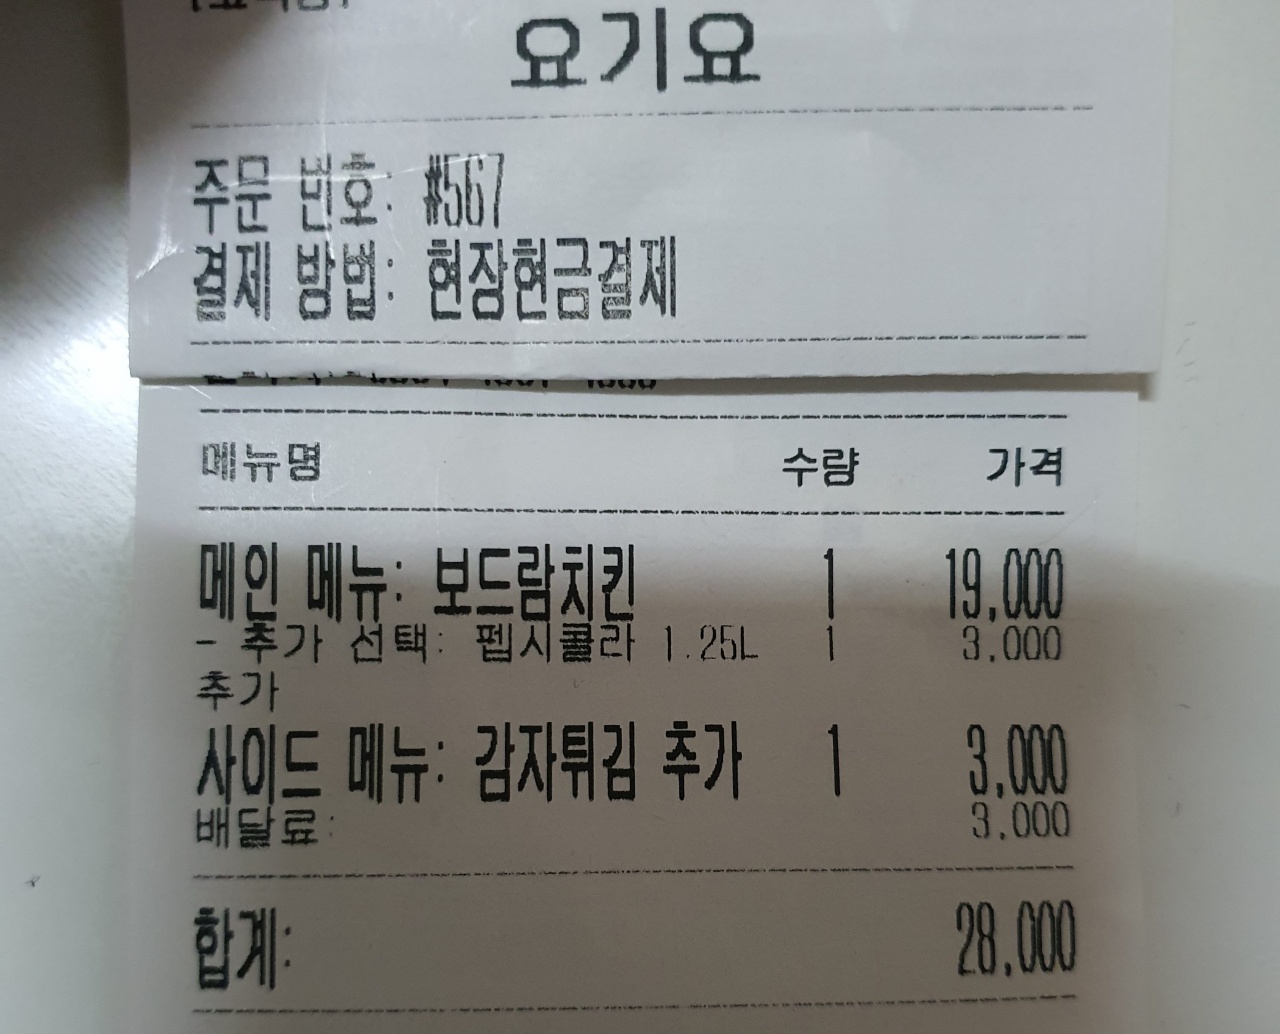 요기요
주문 번호: #567
결제 방법: 현장현금결제
메뉴명 수량 가격
메인 메뉴: 보드람치킨 1 19,000
- 추가 선택: 펩시콜라 1.25L 1 3,000
추가
사이드 메뉴: 감자튀김 추가 1 3,000
배달료: 3,000
합계: 28,000